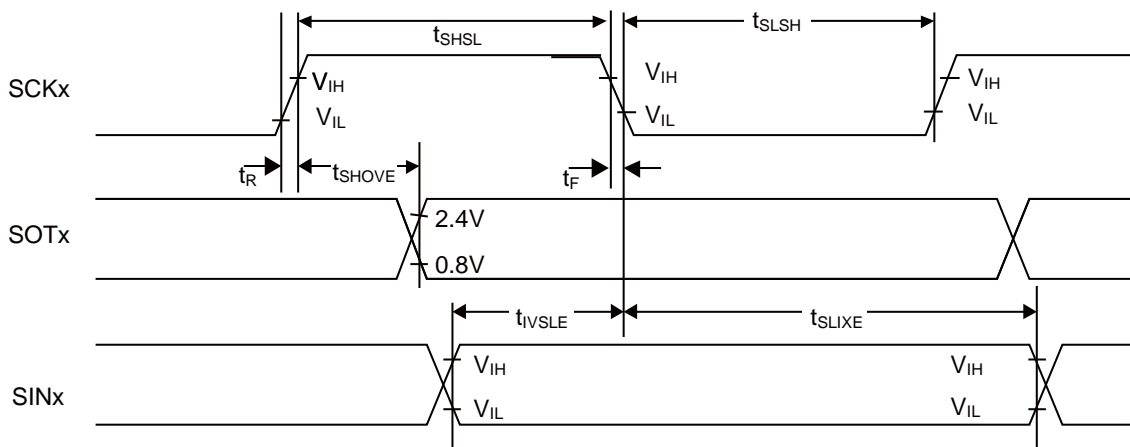 tSHSL tSLSH
SCKx VIH VIH VIH
VIL VIL VIL
tR tSHOVE tF
SOTx 2.4V
0.8V
tIVSLE tSLIXE
SINx VIH VIH
VIL VIL